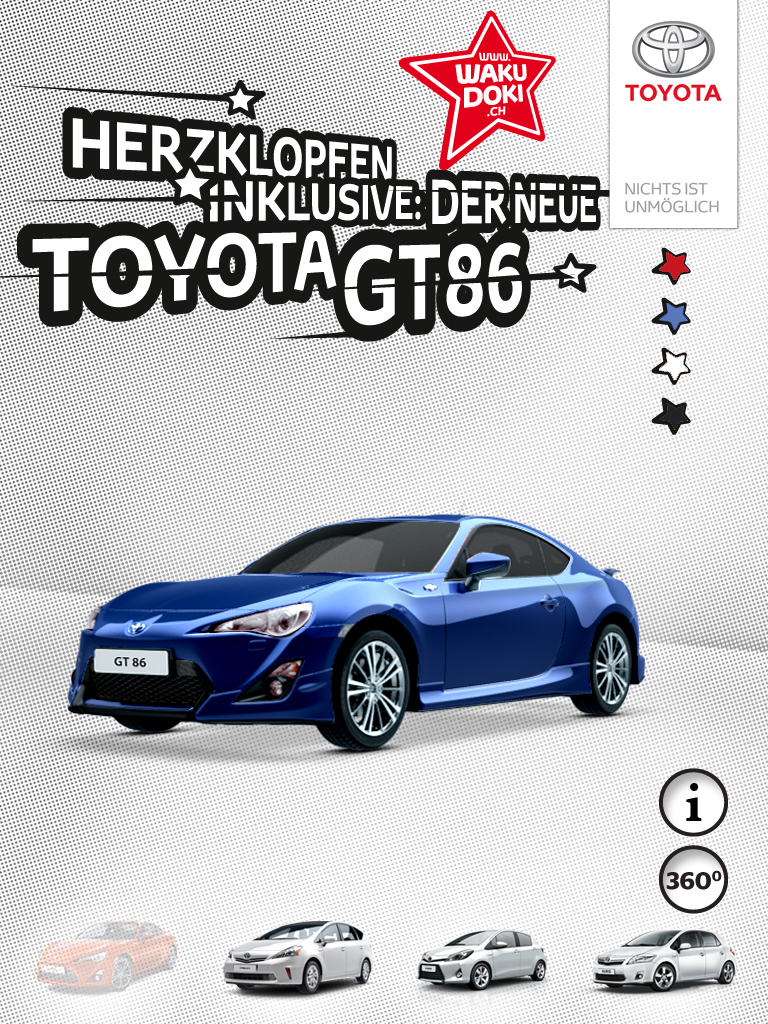 WWW.
WAKU
DOKI
.CH
TOYOTA
HERZKLOPFEN
INKLUSIVE: DER NEUE
TOYOTA GT86
NICHTS IST
UNMÖGLICH
GT 86
i
360°